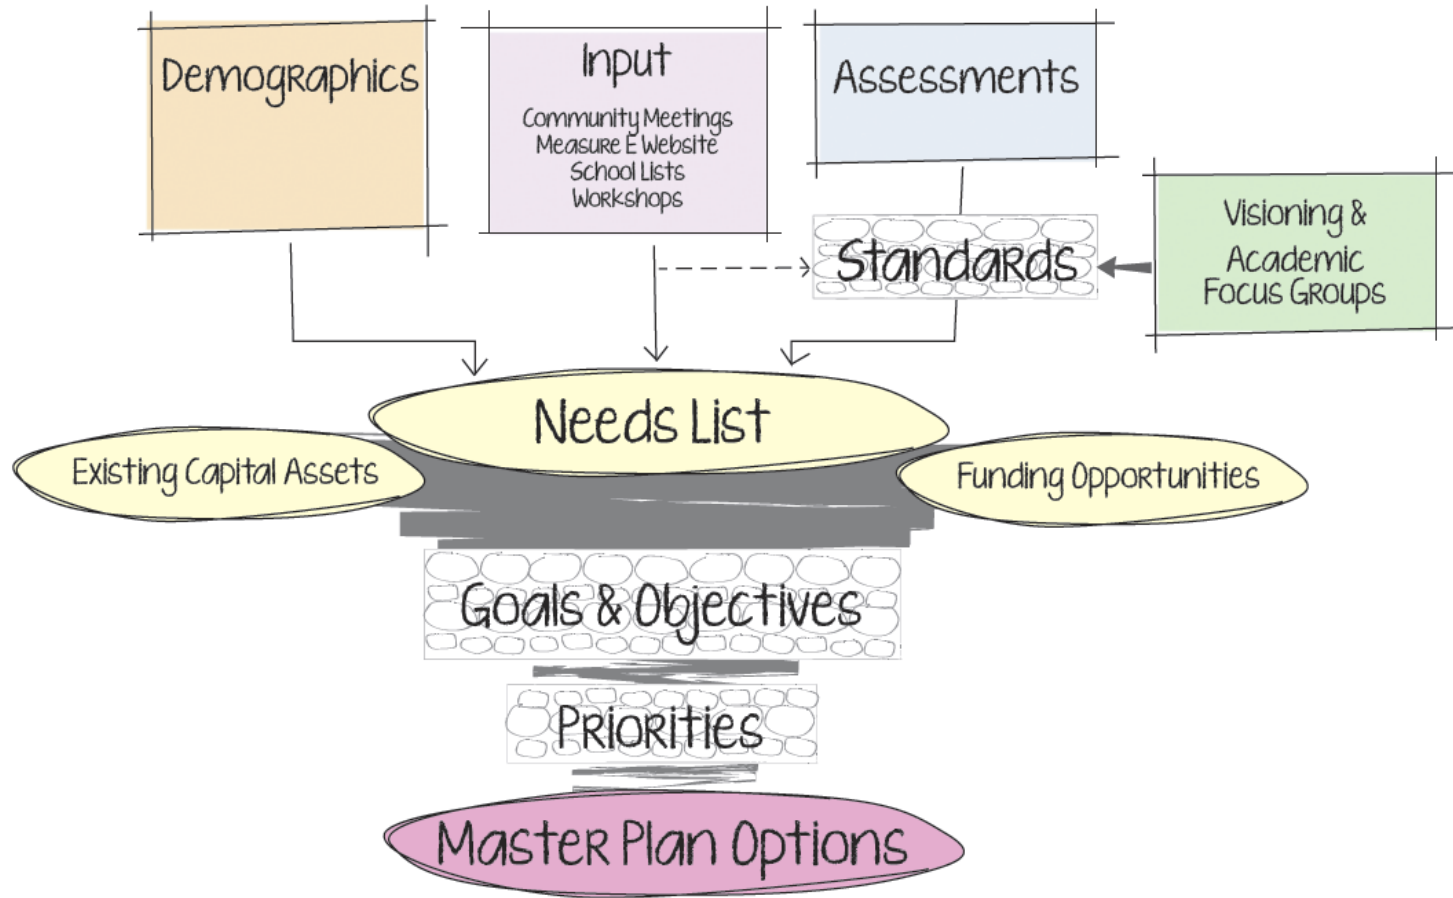 Demographics
Input
Community Meetings
Measure E Website
School Lists
Workshops
Assessments
Standards
Visioning &
Academic
Focus Groups
Needs List
Existing Capital Assets
Funding Opportunities
Goals & Objectives
Priorities
Master Plan Options